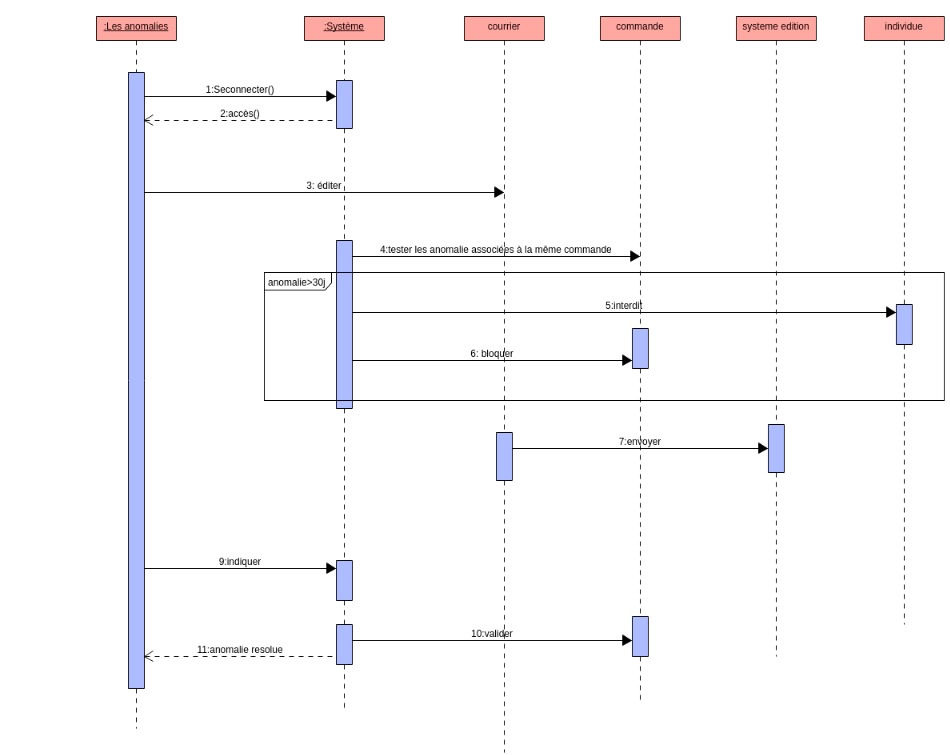 :Les anomalies
:Système
courrier
commande
systeme edition
individue
1:Seconnecter()
2:accès()
3: éditer
4:tester les anomalie associées à la même commande
anomalie>30j
5:interdit
6: bloquer
7:envoyer
9:indiquer
10:valider
11:anomalie resolue